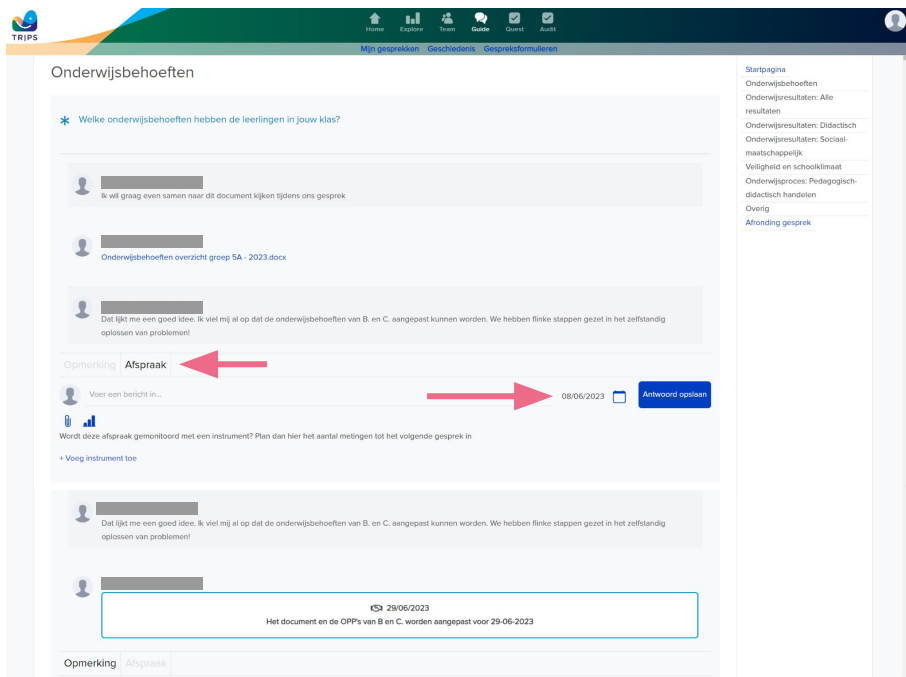 TRIPS
Home Explore Team Guide Quest Audit
Mijn gesprekken Geschiedenis Gespreksformulieren
Onderwijsbehoeften
* Welke onderwijsbehoeften hebben de leerlingen in jouw klas?
Ik wil graag even samen naar dit document kijken tijdens ons gesprek
Onderwijsbehoeften overzicht groep 5A - 2023.docx
Dat lijkt me een goed idee. Ik viel mij al op dat de onderwijsbehoeften van B. en C. aangepast kunnen worden. We hebben flinke stappen gezet in het zelfstandig
oplossen van problemen!
Opmerking Afspraak
Voer een bericht in...
08/06/2023
Antwoord opslaan
Wordt deze afspraak gemonitoord met een instrument? Plan dan hier het aantal metingen tot het volgende gesprek in
+ Voeg instrument toe
Dat lijkt me een goed idee. Ik viel mij al op dat de onderwijsbehoeften van B. en C. aangepast kunnen worden. We hebben flinke stappen gezet in het zelfstandig
oplossen van problemen!
29/06/2023
Het document en de OPP's van B en C. worden aangepast voor 29-06-2023
Opmerking Afspraak
Startpagina
Onderwijsbehoeften
Onderwijsresultaten: Alle
resultaten
Onderwijsresultaten: Didactisch
Onderwijsresultaten: Sociaal-
maatschappelijk
Veiligheid en schoolklimaat
Onderwijsproces: Pedagogisch-
didactisch handelen
Overig
Afronding gesprek